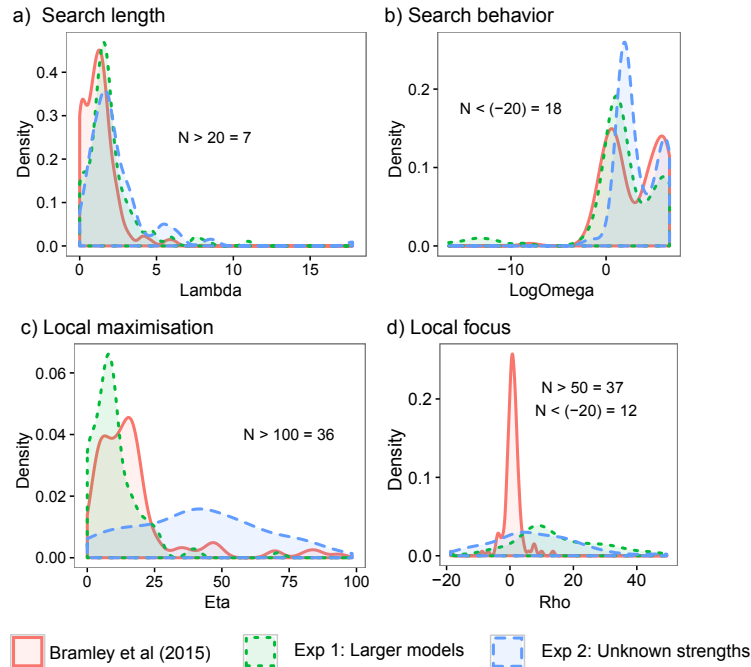 a) Search length
Density
0.4
0.3
0.2
0.1
0.0
N > 20 = 7
0
5
10
15
Lambda
b) Search behavior
Density
0.2
0.1
0.0
N < (−20) = 18
−10
0
LogOmega
c) Local maximisation
Density
0.06
0.04
0.02
0.00
N > 100 = 36
0
25
50
75
100
Eta
d) Local focus
Density
0.3
0.2
0.1
0.0
N > 50 = 37
N < (−20) = 12
−20
0
20
40
Rho
Bramley et al (2015)
Exp 1: Larger models
Exp 2: Unknown strengths